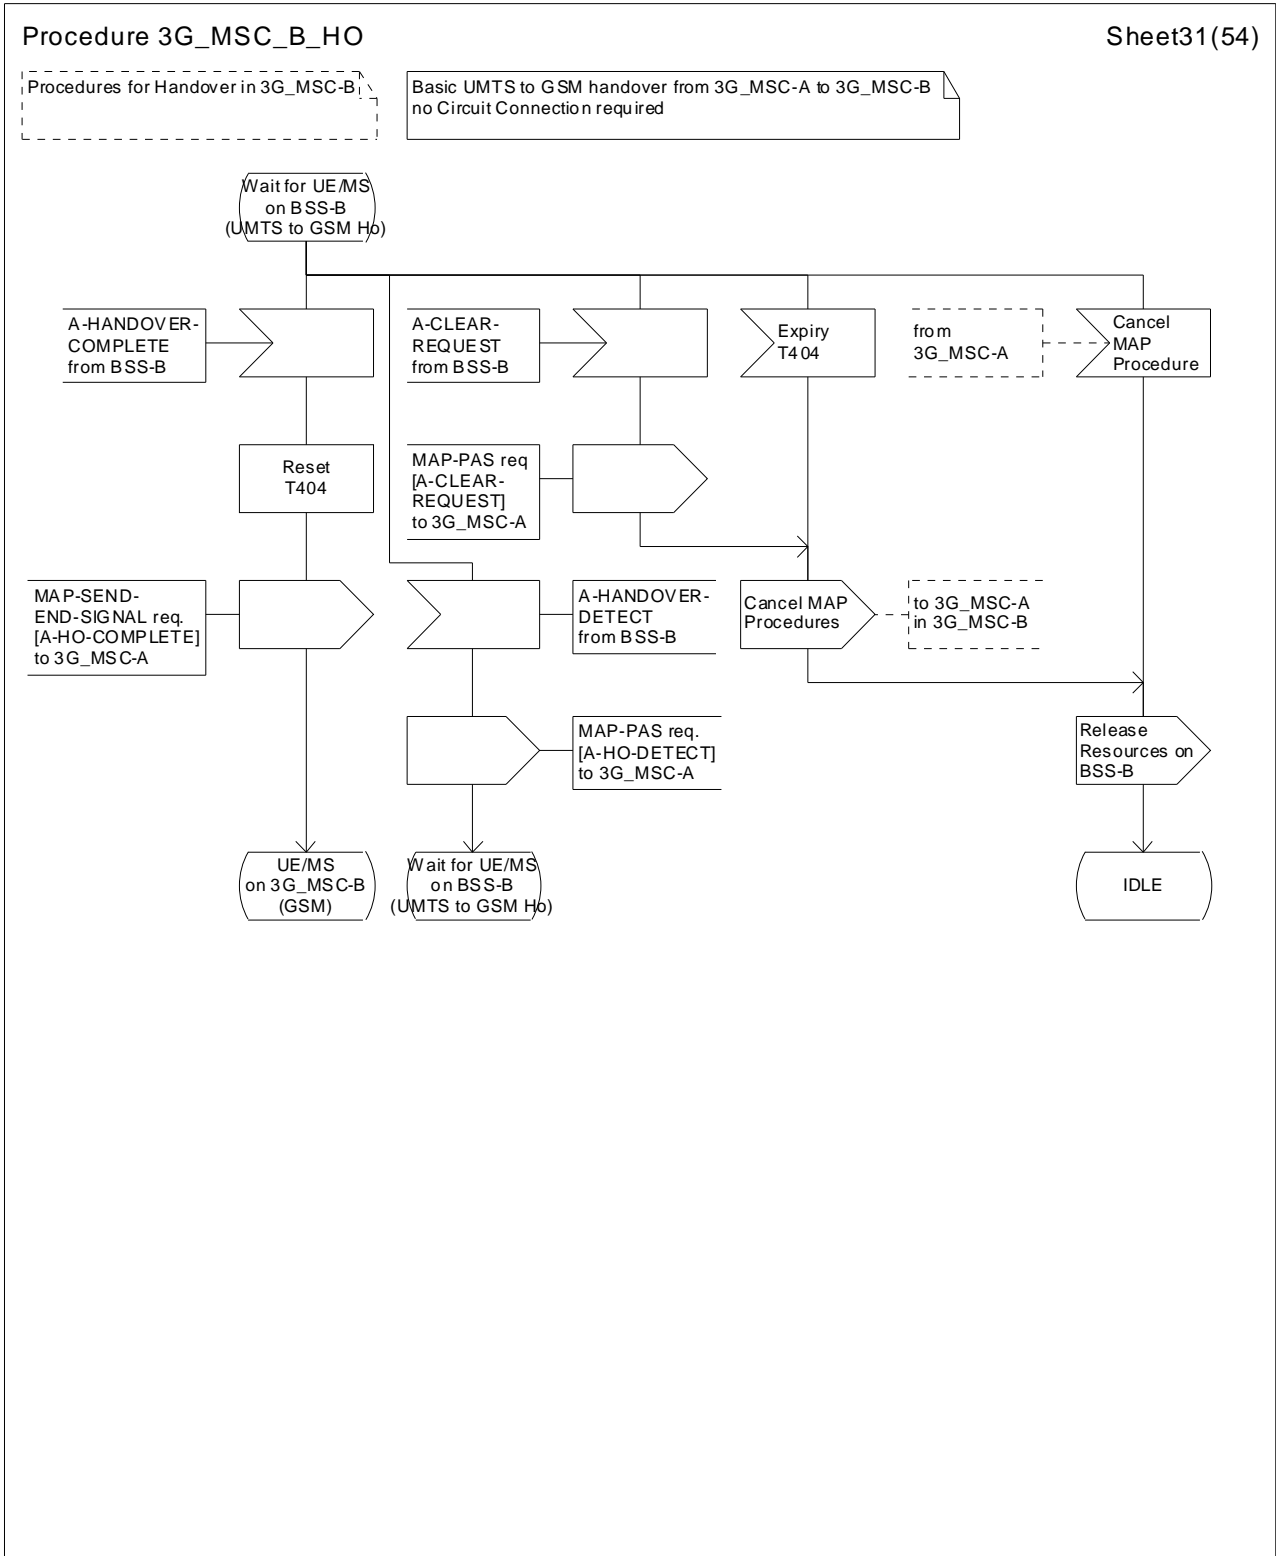 Procedure 3G_MSC_B_HO
Sheet31(54)
Procedures for Handover in 3G_MSC-B
Basic UMTS to GSM handover from 3G_MSC-A to 3G_MSC-B
no Circuit Connection required
Wait for UE/MS
on BSS-B
(UMTS to GSM Ho)
A-HANDOVER-
COMPLETE
from BSS-B
A-CLEAR-
REQUEST
from BSS-B
Expiry
T404
from
3G_MSC-A
Cancel
MAP
Procedure
Reset
T404
MAP-PAS req
[A-CLEAR-
REQUEST]
to 3G_MSC-A
MAP-SEND-
END-SIGNAL req.
[A-HO-COMPLETE]
to 3G_MSC-A
A-HANDOVER-
DETECT
from BSS-B
Cancel MAP
Procedures
to 3G_MSC-A
in 3G_MSC-B
MAP-PAS req.
[A-HO-DETECT]
to 3G_MSC-A
Release
Resources on
BSS-B
UE/MS
on 3G_MSC-B
(GSM)
Wait for UE/MS
on BSS-B
(UMTS to GSM Ho)
IDLE